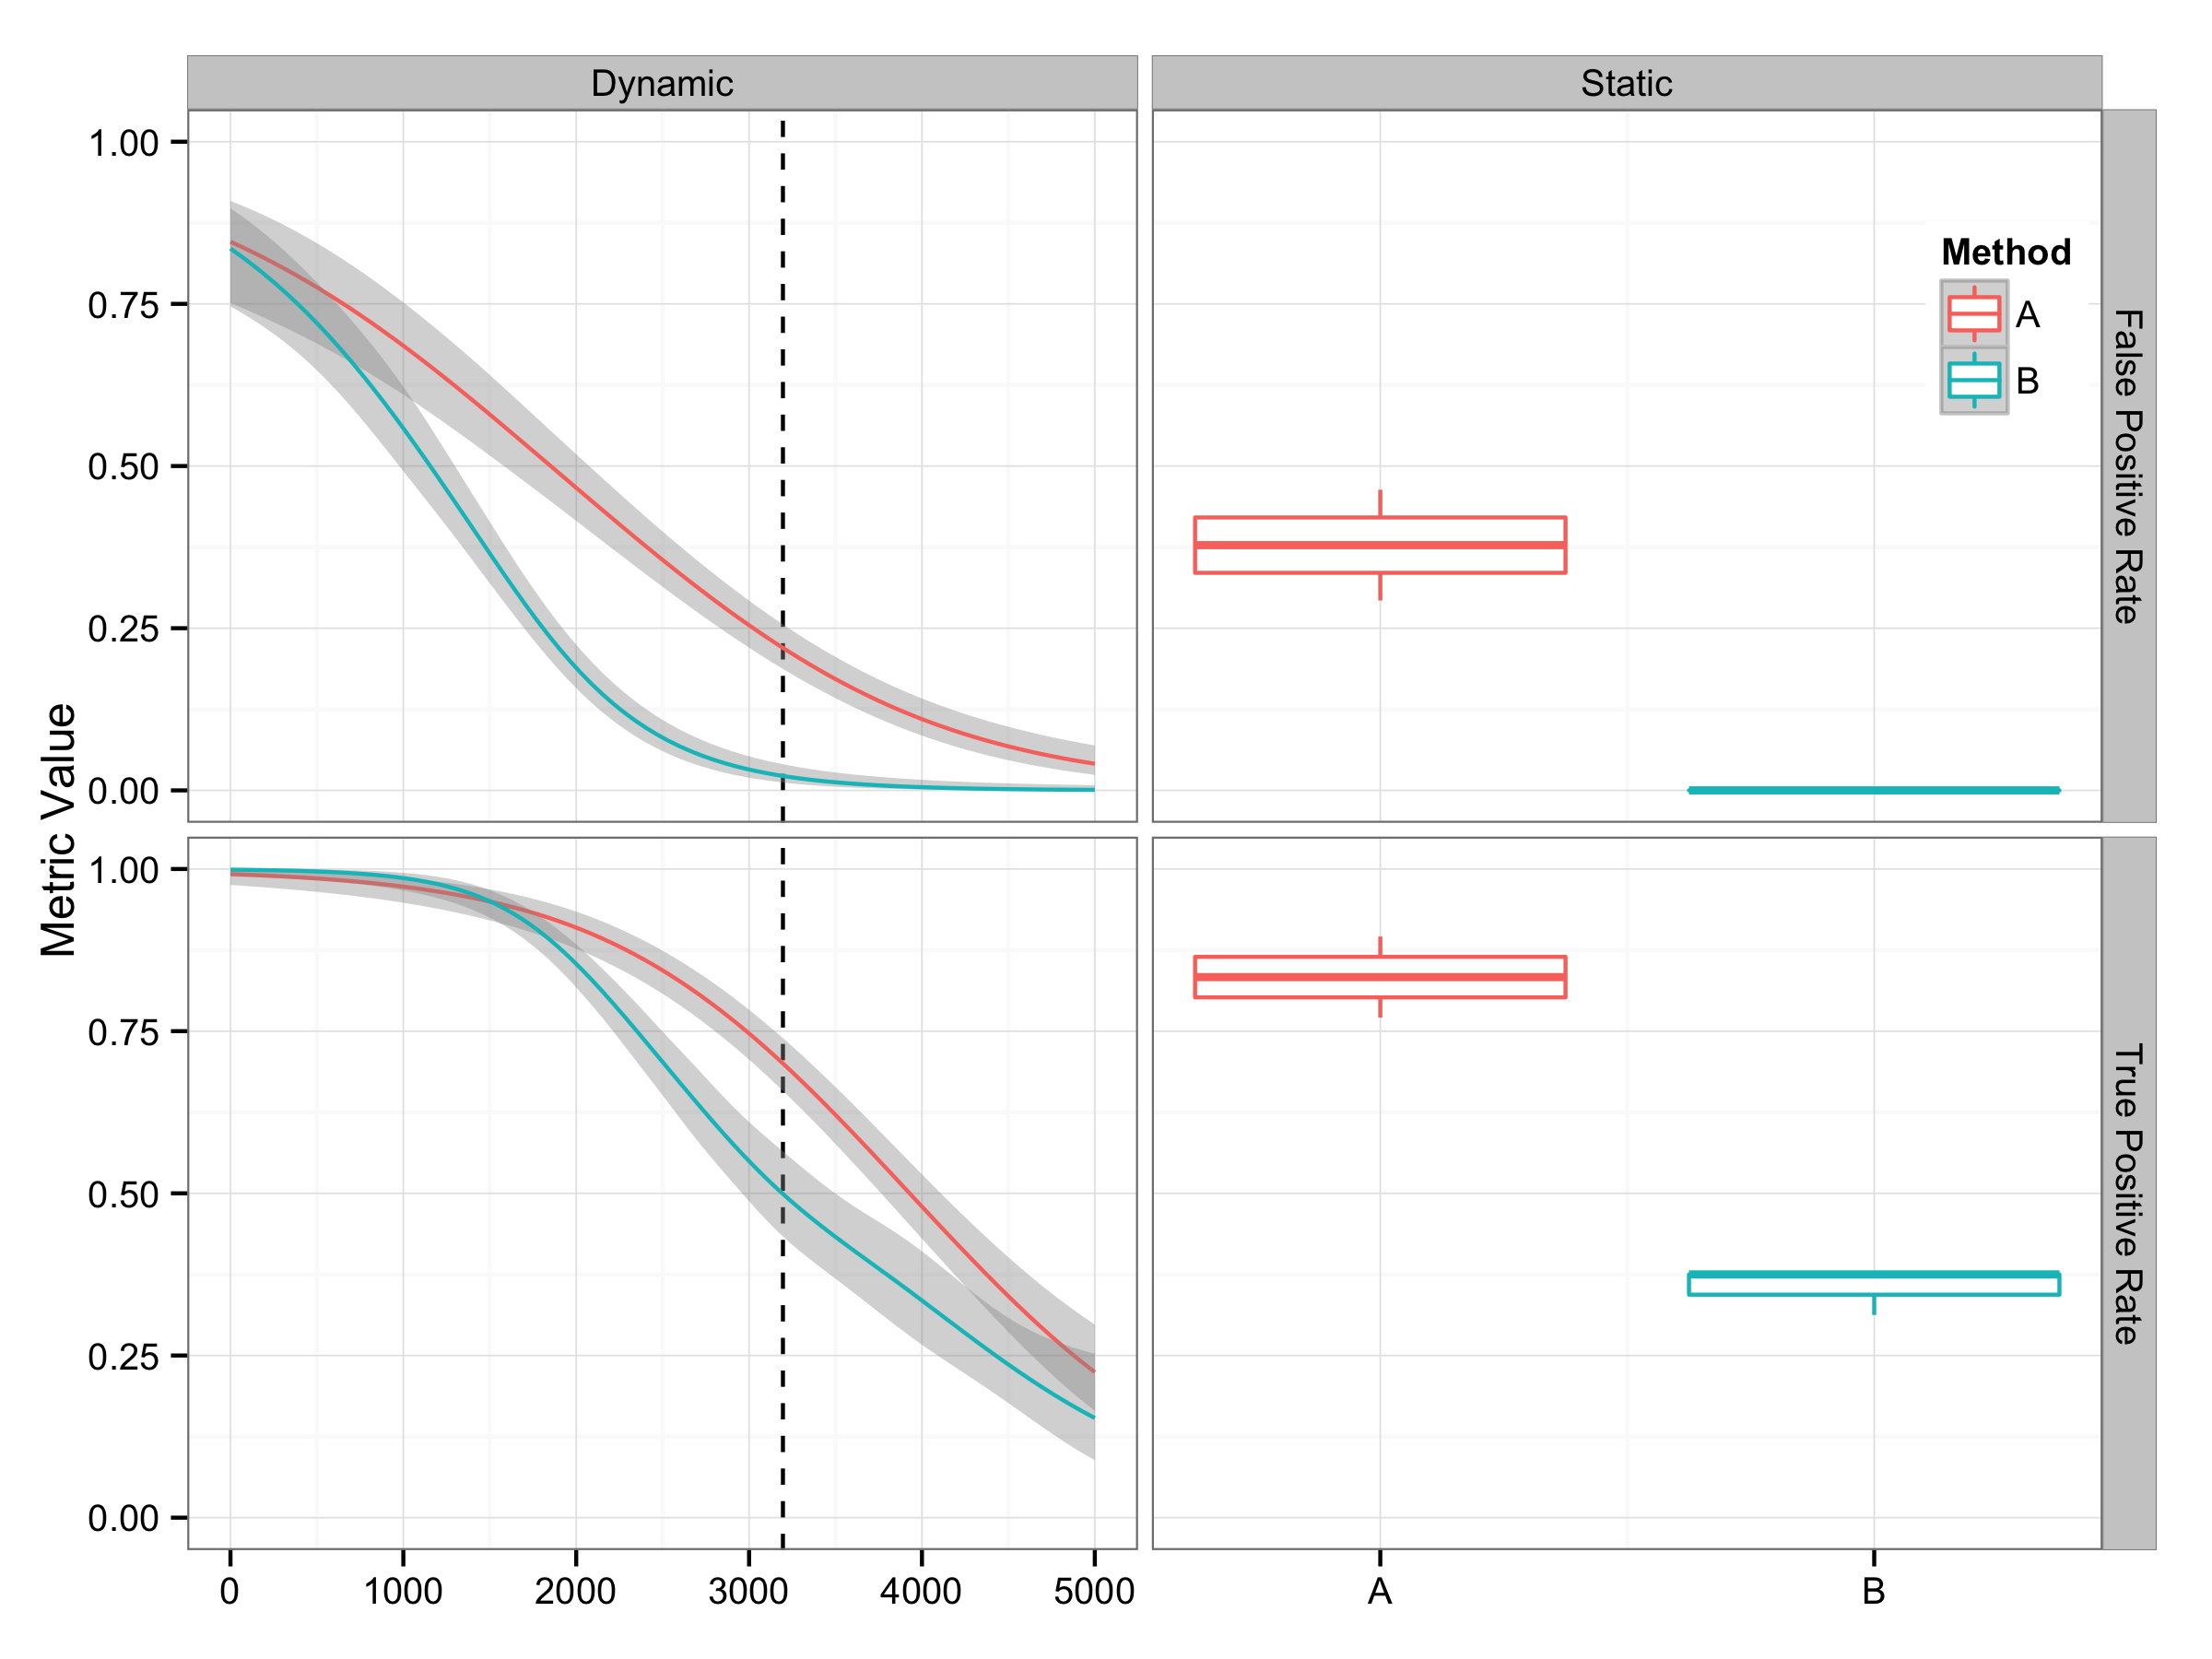 Dynamic
Static
1.00
0.75
0.50
0.25
0.00
False Positive Rate
Method
A
B
Metric Value
1.00
0.75
0.50
0.25
0.00
True Positive Rate
0 1000 2000 3000 4000 5000
A B